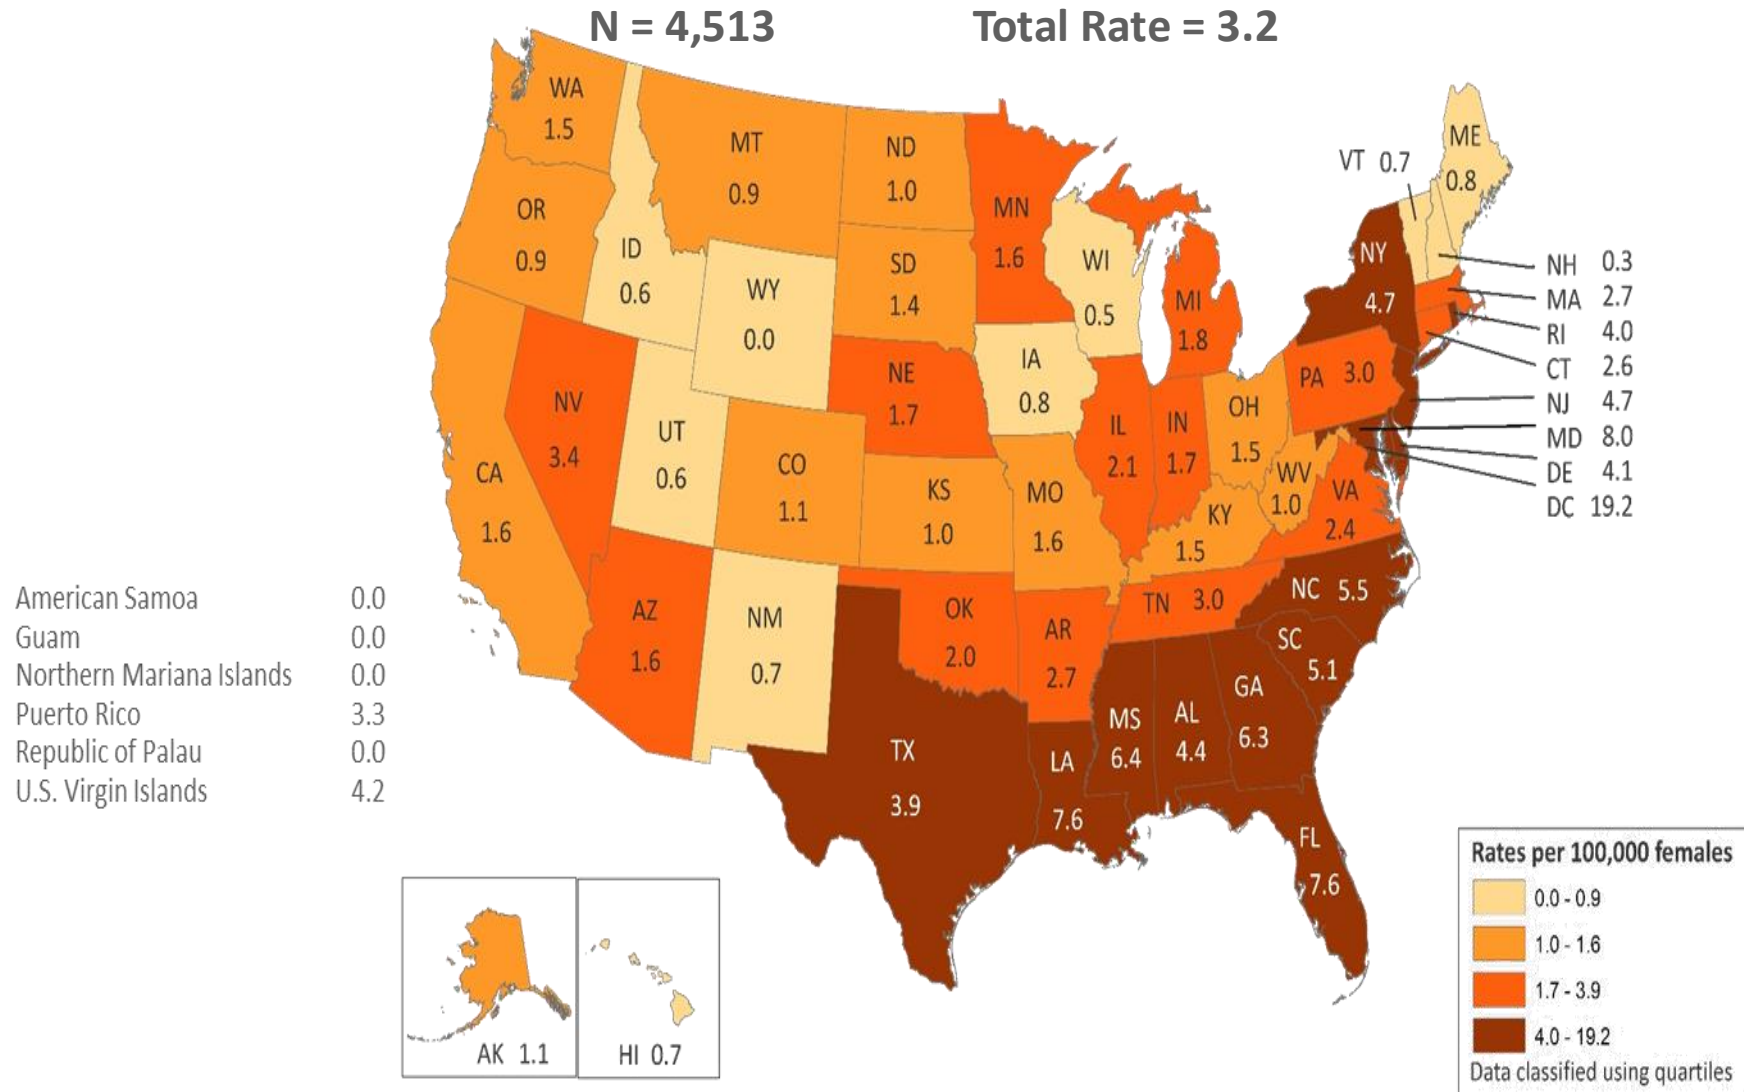 N = 4,513 Total Rate = 3.2
WA
1.5
MT
0.9
ND
1.0
MN
1.6
OR
0.9
ID
0.6
WY
0.0
SD
1.4
WI
0.5
MI
1.8
NY
4.7
VT 0.7
ME
0.8
NH 0.3
MA 2.7
RI 4.0
CT 2.6
NJ 4.7
MD 8.0
DE 4.1
DC 19.2
NV
3.4
UT
0.6
CA
1.6
CO
1.1
NE
1.7
IA
0.8
KS
1.0
MO
1.6
IL
2.1
IN
1.7
OH
1.5
PA 3.0
WV
1.0
VA
2.4
KY
1.5
AZ
1.6
NM
0.7
OK
2.0
AR
2.7
TN 3.0
NC 5.5
SC
5.1
TX
3.9
LA
7.6
MS
6.4
AL
4.4
GA
6.3
FL
7.6
American Samoa 0.0
Guam 0.0
Northern Mariana Islands 0.0
Puerto Rico 3.3
Republic of Palau 0.0
U.S. Virgin Islands 4.2
AK 1.1
HI 0.7
Rates per 100,000 females
0.0 - 0.9
1.0 - 1.6
1.7 - 3.9
4.0 - 19.2
Data classified using quartiles